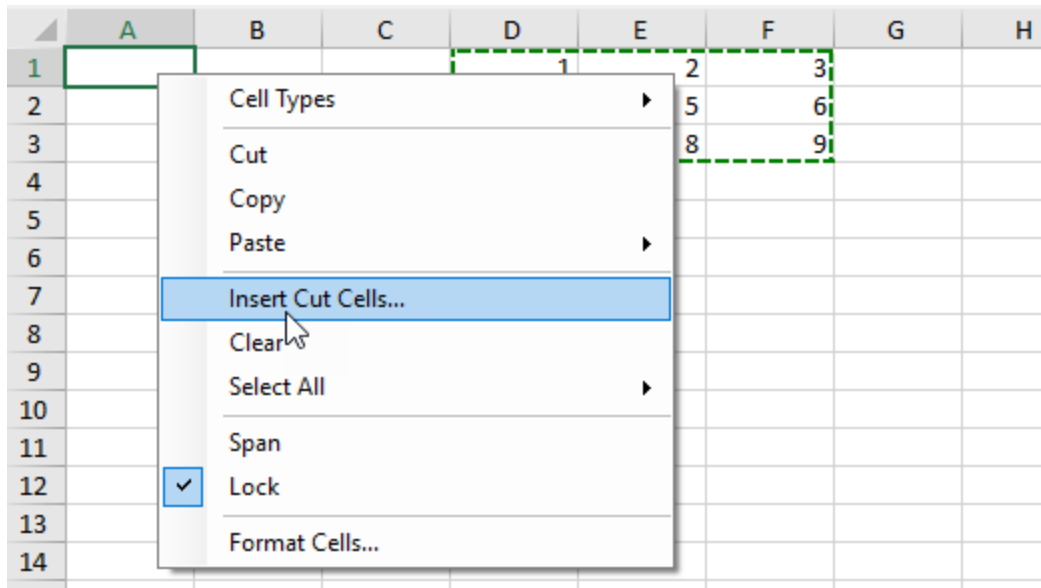 A B C D E F G H
1 1 2 3
2 5 6
3 8 9
4
5
6
7
8
9
10
11
12
13
14
Cell Types
Cut
Copy
Paste
Insert Cut Cells...
Clear
Select All
Span
Lock
Format Cells...